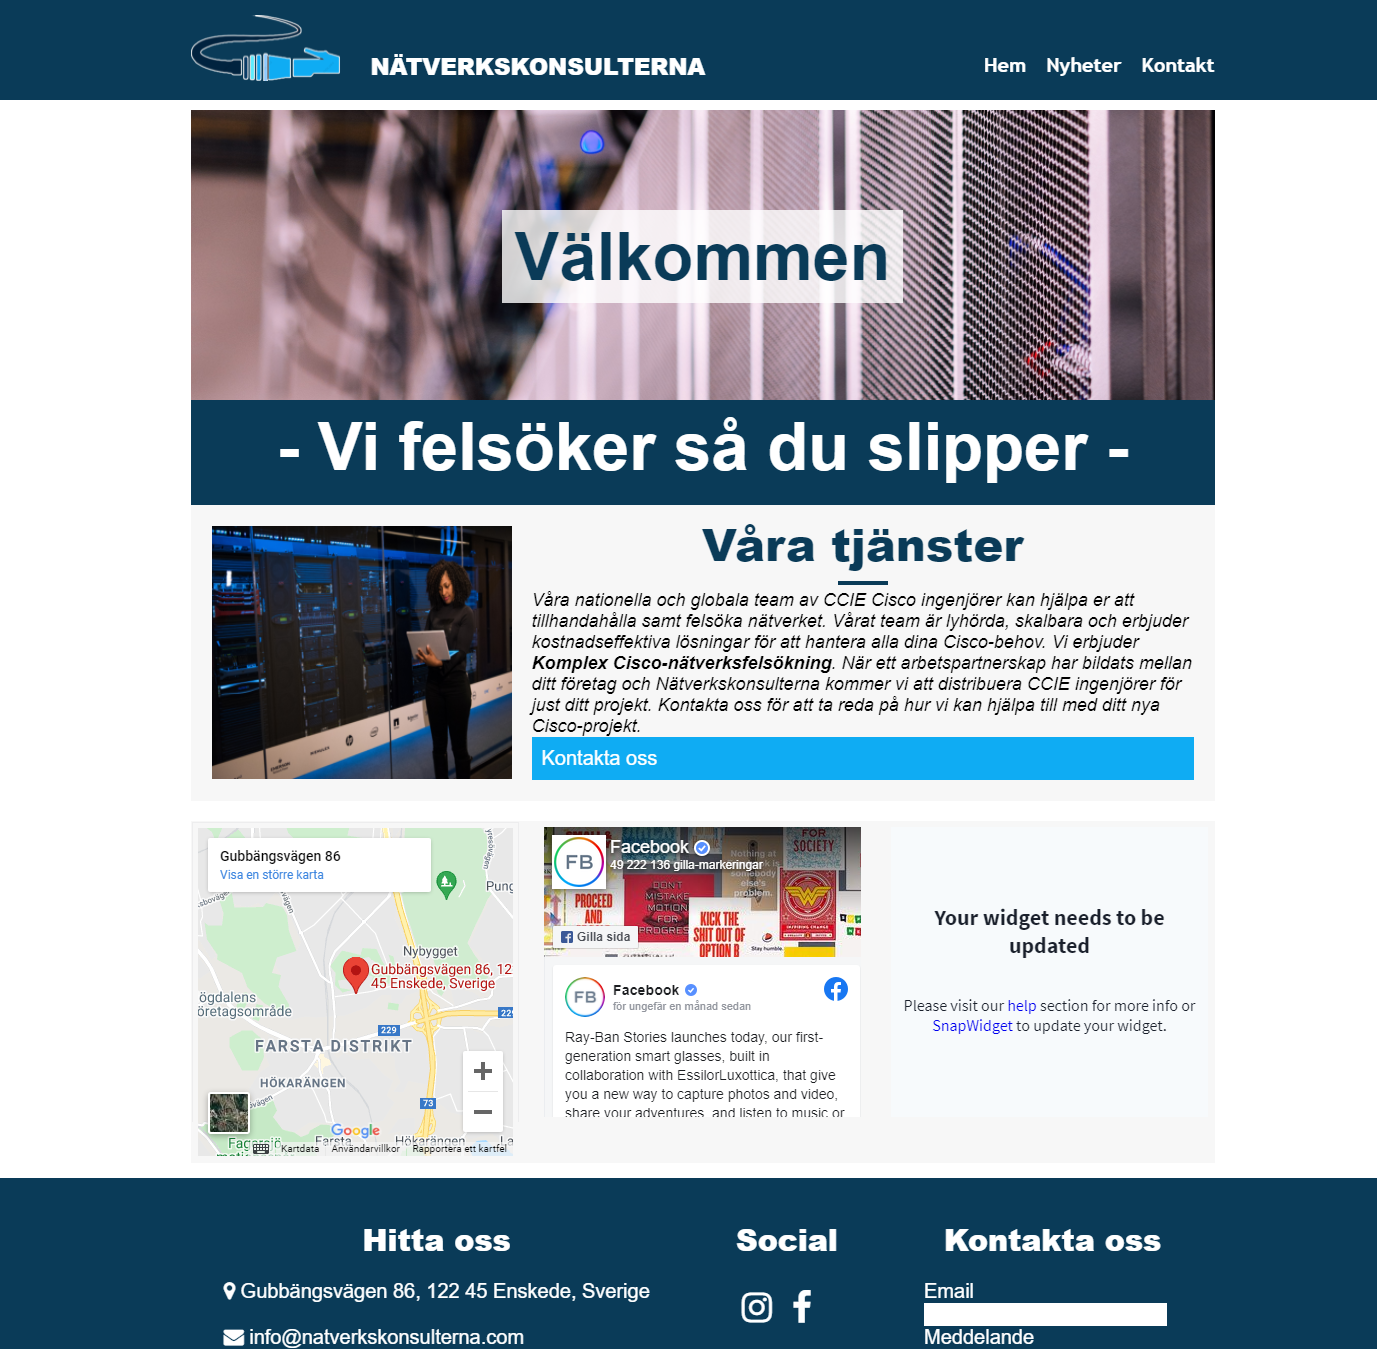 NÄTVERKSKONSULTERNA
Hem Nyheter Kontakt
Välkommen
- Vi felsöker så du slipper -
Våra tjänster
Våra nationella och globala team av CCIE Cisco ingenjörer kan hjälpa er att
tillhandahålla samt felsöka nätverket. Vårat team är lyhörda, skalbara och erbjuder
kostnadseffektiva lösningar för att hantera alla dina Cisco-behov. Vi erbjuder
Komplex Cisco-nätverksfelsökning. När ett arbetspartnerskap har bildats mellan
ditt företag och Nätverkskonsulterna kommer vi att distribuera CCIE ingenjörer för
just ditt projekt. Kontakta oss för att ta reda på hur vi kan hjälpa till med ditt nya
Cisco-projekt.
Kontakta oss
Gubbängsvägen 86
Visa en större karta
Pung
Nybygget
Gubbängsvägen 86, 12
45 Enskede, Sverige
ögdalens
öretagsområde
229
229
FARSTA DISTRIKT
HÖKARÄNGEN
73
Google
Farsta
Hökarängen
Kartdata Användarvillkor Rapportera ett kartfel
FB
Facebook
49 222 136 gilla-markeringar
FOR
SOCIETY
Nothing at
somebody
else's
problem.
PROCEED
AND
DON'T
MISTAKE
MOTION
FOR
PROGRES
KICK THE
SHIT OUT OF
OPTION B
Stay humble.
Gilla sida
FB
Facebook
för ungefär en månad sedan
Ray-Ban Stories launches today, our first-
generation smart glasses, built in
collaboration with EssilorLuxottica, that give
you a new way to capture photos and video,
share your adventures, and listen to music or
Your widget needs to be
updated
Please visit our help section for more info or
SnapWidget to update your widget.
Hitta oss
Gubbängsvägen 86, 122 45 Enskede, Sverige
info@natverkskonsulterna.com
Social
Kontakta oss
Email
Meddelande